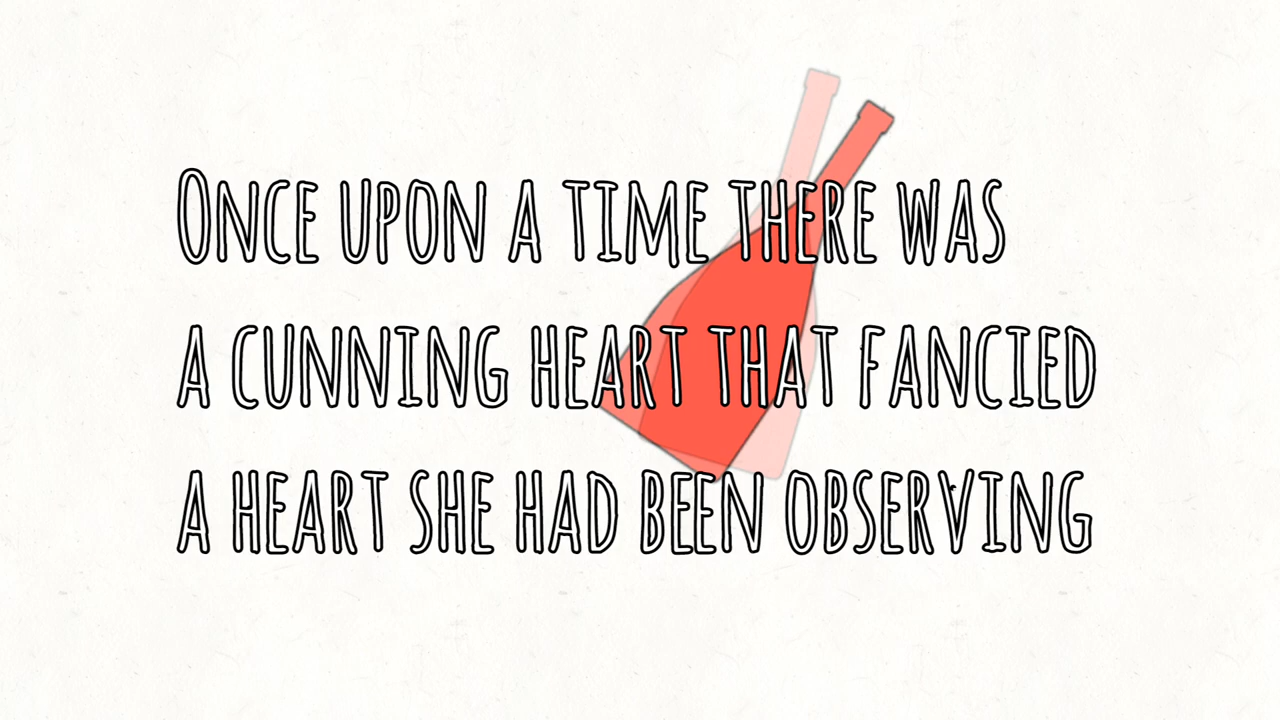 Once upon a time there was
a cunning heart that fancied
a heart she had been observing